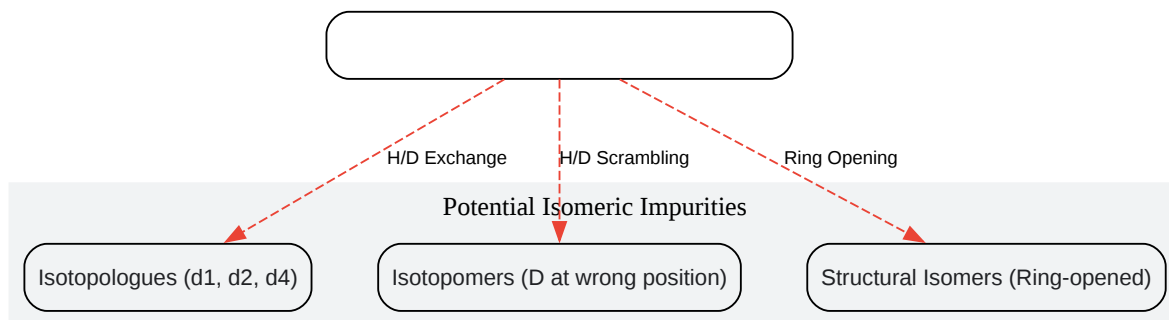 H/D Exchange
H/D Scrambling
Ring Opening
Potential Isomeric Impurities
Isotopologues (d1, d2, d4)
Isotopomers (D at wrong position)
Structural Isomers (Ring-opened)